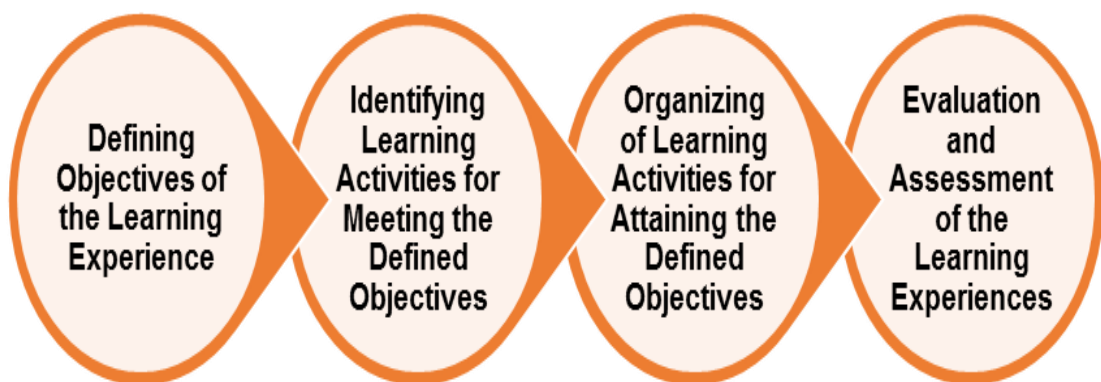 Defining
Objectives of
the Learning
Experience
Identifying
Learning
Activities for
Meeting the
Defined
Objectives
Organizing
of Learning
Activities for
Attaining the
Defined
Objectives
Evaluation
and
Assessment
of the
Learning
Experiences